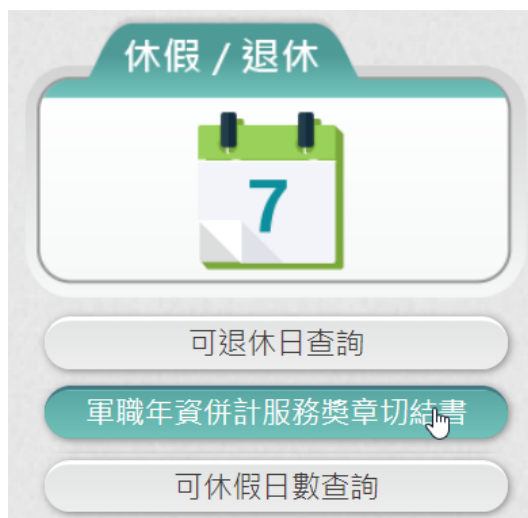 休假 / 退休
7
可退休日查詢
軍職年資併計服務獎章切結書
可休假日數查詢